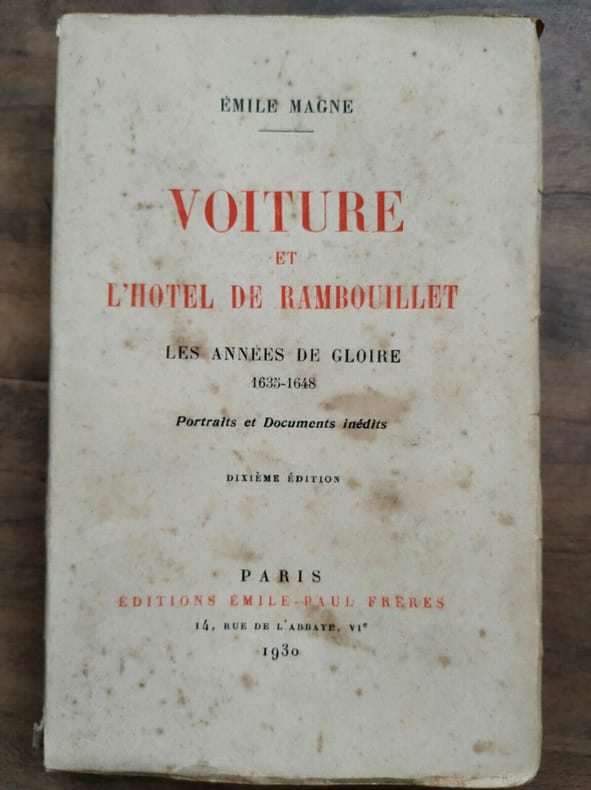 ÉMILE MAGNE
VOITURE
ET
L'HOTEL DE RAMBOUILLET
LES ANNÉES DE GLOIRE
1635-1648
Portraits et Documents inédits
DIXIÈME ÉDITION
PARIS
ÉDITIONS ÉMILE-PAUL FRÈRES
14, RUE DE L'ABBAYE, VIe
1930